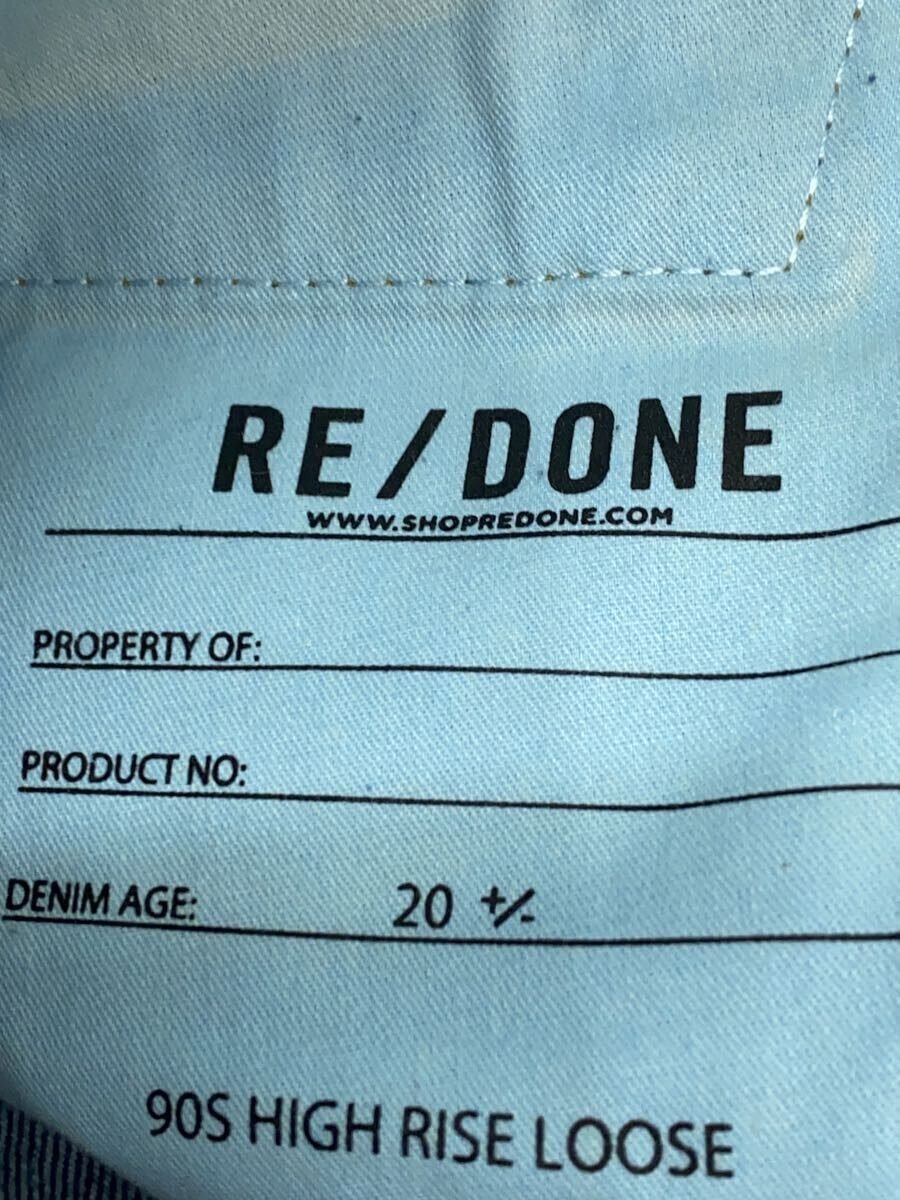 RE/DONE
WWW.SHOPREDONE.COM
PROPERTY OF:
PRODUCT NO:
DENIM AGE: 20 +/-
90S HIGH RISE LOOSE